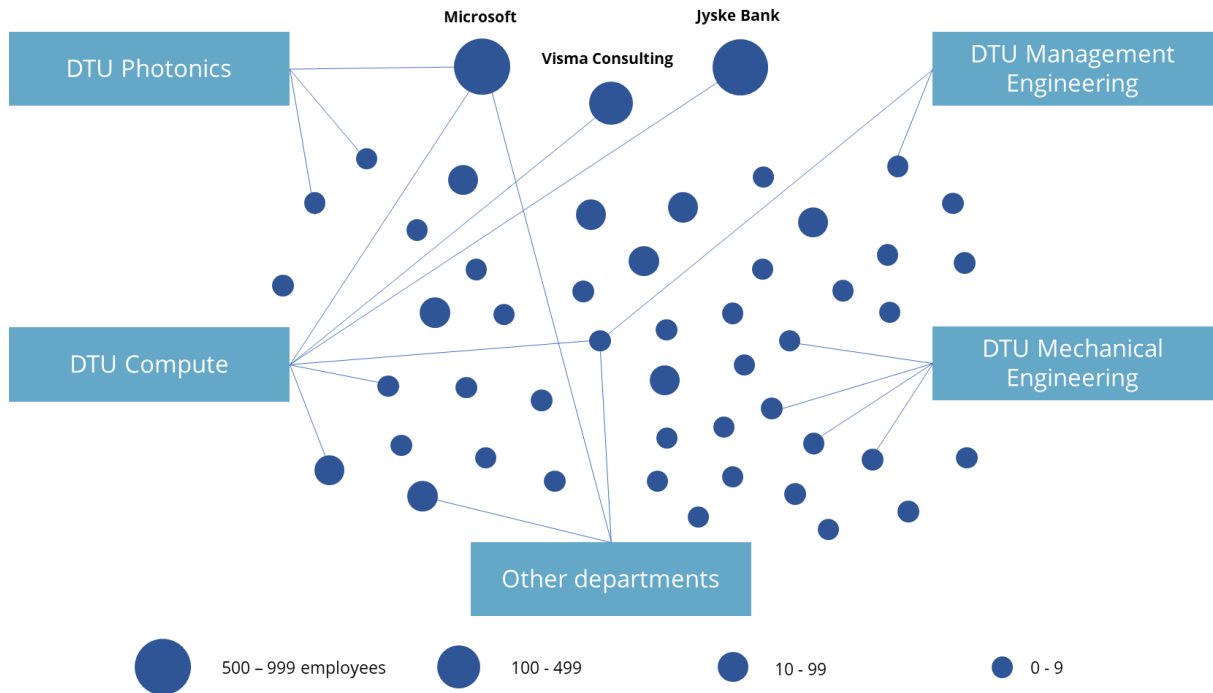 Microsoft
Jyske Bank
Visma Consulting
DTU Photonics
DTU Management
Engineering
DTU Compute
DTU Mechanical
Engineering
Other departments
500 – 999 employees
100 - 499
10 - 99
0 - 9